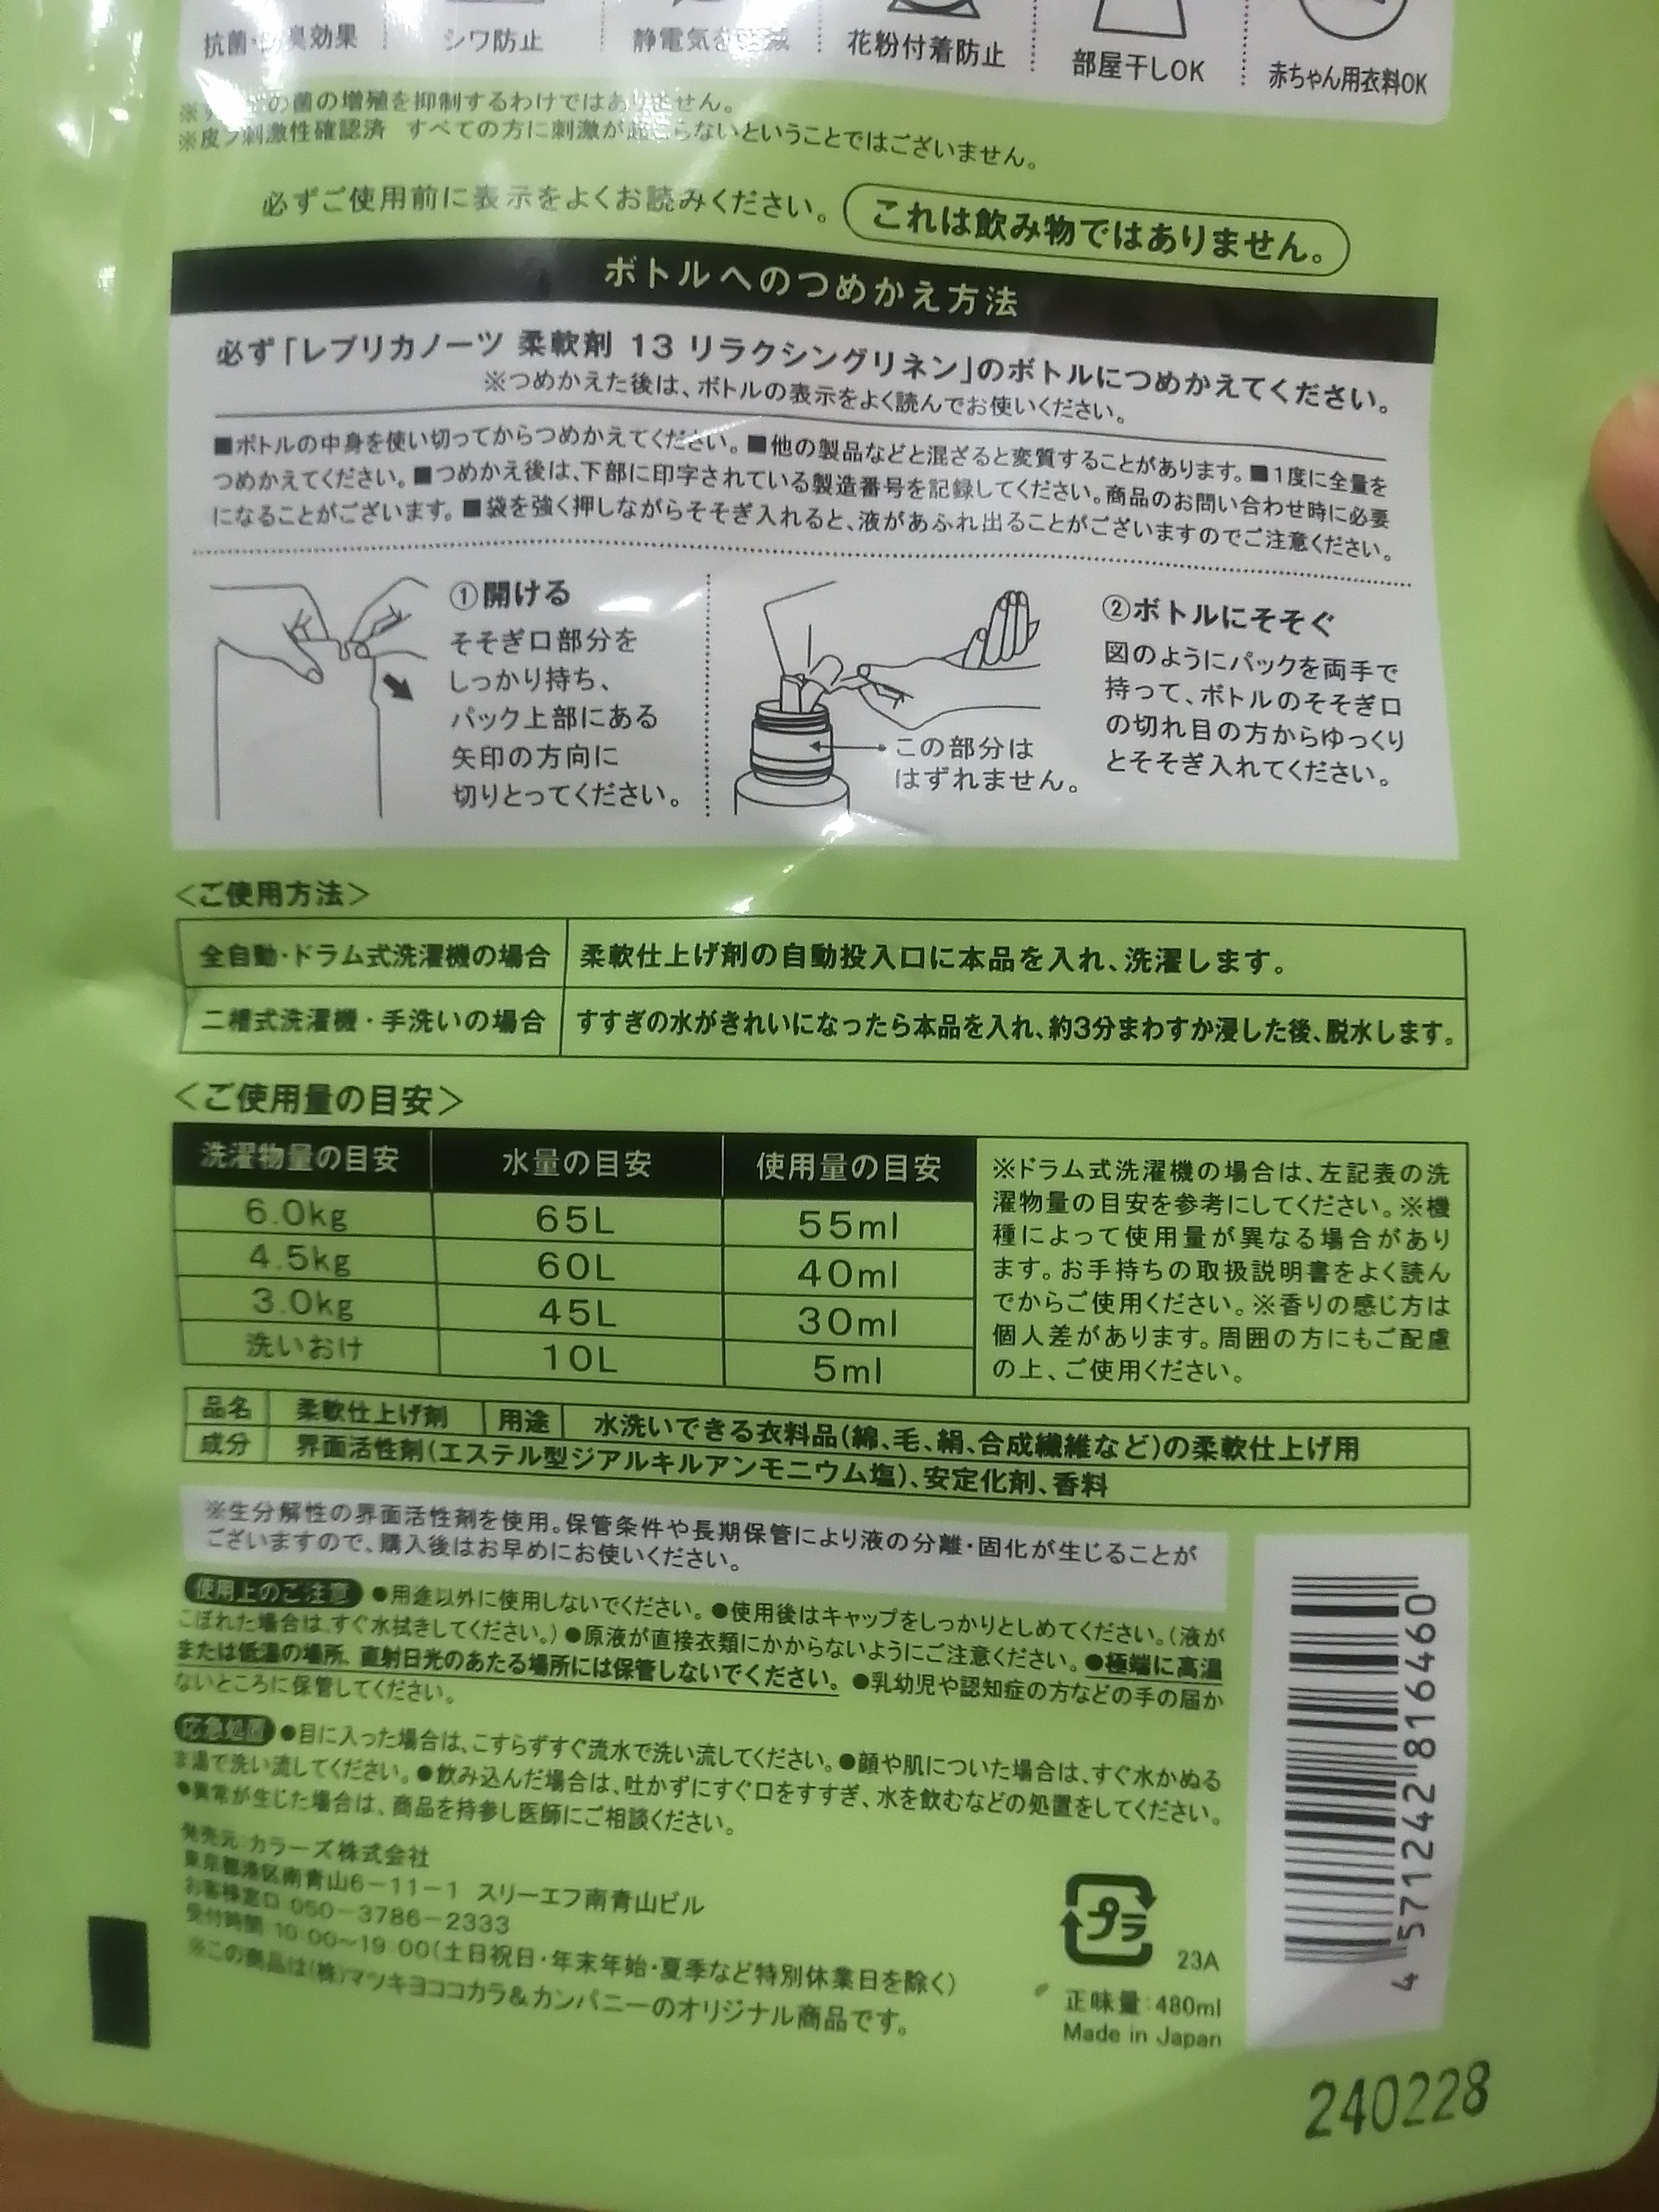 抗菌・防臭効果 シワ防止 静電気を低減 花粉付着防止 部屋干しOK 赤ちゃん用衣料OK
の菌の増殖を抑制するわけではありません。
※皮フ刺激性確認済 すべての方に刺激が起こらないということではございません。
必ずご使用前に表示をよくお読みください。 これは飲み物ではありません。
ボトルへのつめかえ方法
必ず「レブリカノーツ 柔軟剤 13 リラクシングリネン」のボトルにつめかえてください。
※つめかえた後は、ボトルの表示をよく読んでお使いください。
■ボトルの中身を使い切ってからつめかえてください。■他の製品などと混ざると変質することがあります。■1度に全量を
つめかえてください。■つめかえ後は、下部に印字されている製造番号を記録してください。商品のお問い合わせ時に必要
になることがございます。■袋を強く押しながらそそぎ入れると、液があふれ出ることがございますのでご注意ください。
①開ける
そそぎ口部分を
しっかり持ち、
パック上部にある
矢印の方向に
切りとってください。
この部分は
はずれません。
②ボトルにそそぐ
図のようにパックを両手で
持って、ボトルのそそぎ口
の切れ目の方からゆっくり
とそそぎ入れてください。
＜ご使用方法＞
全自動・ドラム式洗濯機の場合 柔軟仕上げ剤の自動投入口に本品を入れ、洗濯します。
二槽式洗濯機・手洗いの場合 すすぎの水がきれいになったら本品を入れ、約3分まわすか浸した後、脱水します。
＜ご使用量の目安＞
洗濯物量の目安 水量の目安 使用量の目安
6.0kg 65L 55ml
4.5kg 60L 40ml
3.0kg 45L 30ml
洗いおけ 10L 5ml
※ドラム式洗濯機の場合は、左記表の洗
濯物量の目安を参考にしてください。※機
種によって使用量が異なる場合があり
ます。お手持ちの取扱説明書をよく読ん
でからご使用ください。※香りの感じ方は
個人差があります。周囲の方にもご配慮
の上、ご使用ください。
品名 柔軟仕上げ剤 用途 水洗いできる衣料品(綿、毛、絹、合成繊維など)の柔軟仕上げ用
成分 界面活性剤(エステル型ジアルキルアンモニウム塩)、安定化剤、香料
※生分解性の界面活性剤を使用。保管条件や長期保管により液の分離・固化が生じることが
ございますので、購入後はお早めにお使いください。
使用上のご注意 ●用途以外に使用しないでください。●使用後はキャップをしっかりとしめてください。(液が
こぼれた場合は、すぐ水拭きしてください。)●原液が直接衣類にかからないようにご注意ください。●極端に高温
または低温の場所、直射日光のあたる場所には保管しないでください。●乳幼児や認知症の方などの手の届か
ないところに保管してください。
応急処置 ●目に入った場合は、こすらずすぐ流水で洗い流してください。●顔や肌についた場合は、すぐ水かぬる
ま湯で洗い流してください。●飲み込んだ場合は、吐かずにすぐ口をすすぎ、水を飲むなどの処置をしてください。
●異常が生じた場合は、商品を持参し医師にご相談ください。
発売元:カラーズ株式会社
東京都港区南青山6-11-1 スリーエフ南青山ビル
お客様窓口:050-3786-2333
受付時間:10:00〜19:00(土日祝日・年末年始・夏季など特別休業日を除く)
※この商品は(株)マツキヨココカラ&カンパニーのオリジナル商品です。
プラ
23A
正味量:480ml
Made in Japan
4 571242 816460
240228